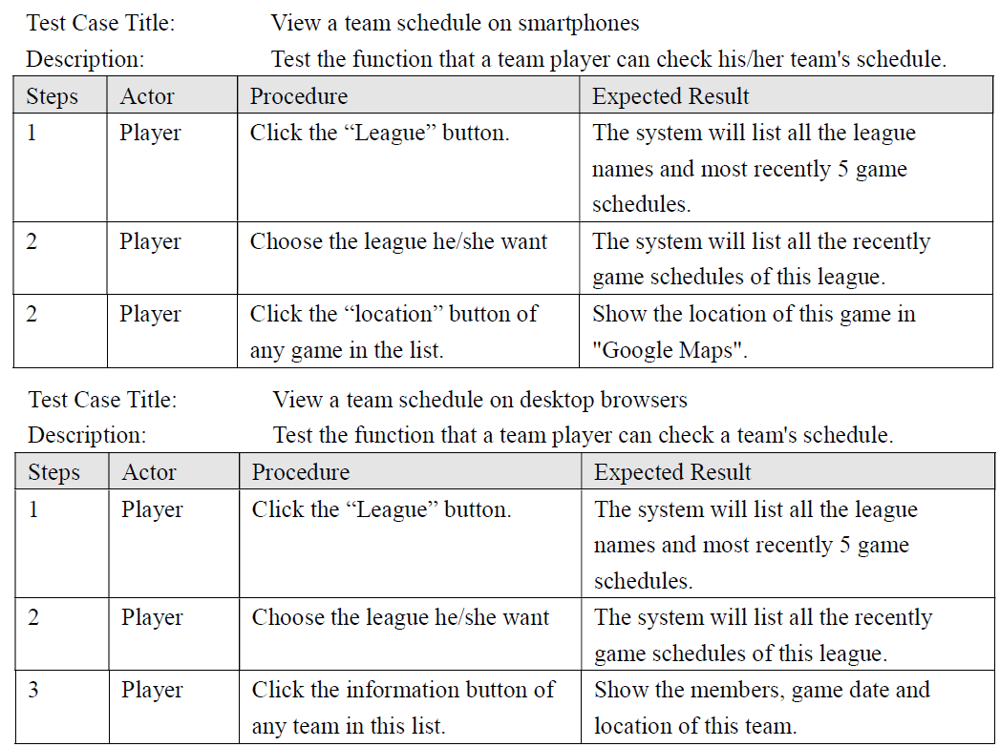 Test Case Title: View a team schedule on smartphones
Description: Test the function that a team player can check his/her team's schedule.
Steps Actor Procedure Expected Result
1 Player Click the “League” button. The system will list all the league
names and most recently 5 game
schedules.
2 Player Choose the league he/she want The system will list all the recently
game schedules of this league.
2 Player Click the “location” button of Show the location of this game in
any game in the list. "Google Maps".
Test Case Title: View a team schedule on desktop browsers
Description: Test the function that a team player can check a team's schedule.
Steps Actor Procedure Expected Result
1 Player Click the “League” button. The system will list all the league
names and most recently 5 game
schedules.
2 Player Choose the league he/she want The system will list all the recently
game schedules of this league.
3 Player Click the information button of Show the members, game date and
any team in this list. location of this team.